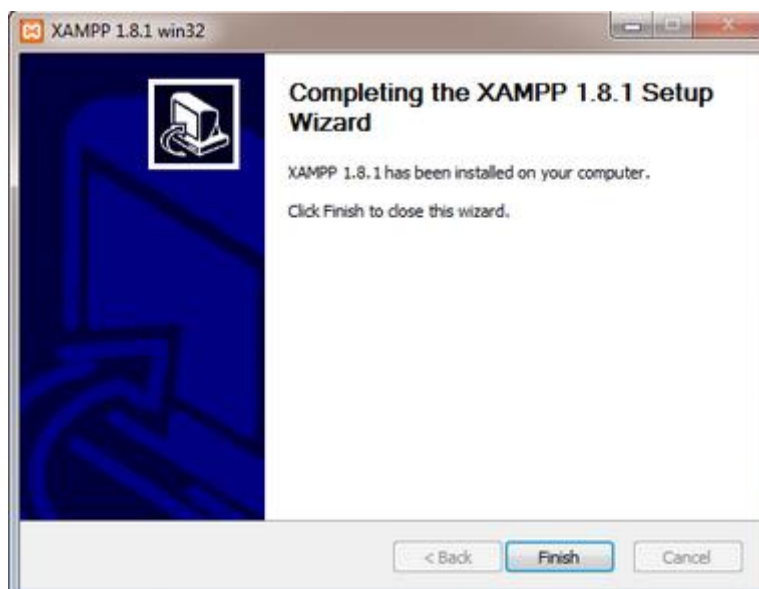 XAMPP 1.8.1 win32
Completing the XAMPP 1.8.1 Setup
Wizard
XAMPP 1.8.1 has been installed on your computer.
Click Finish to close this wizard.
< Back
Finish
Cancel